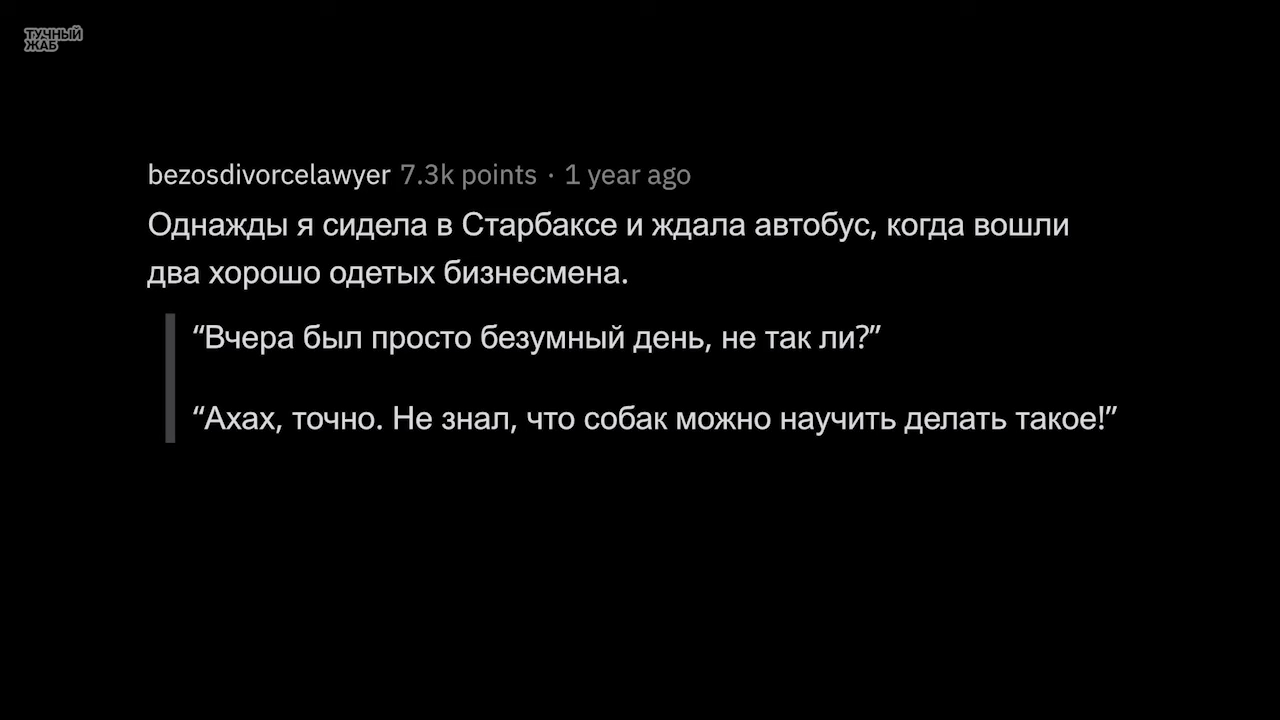 ТУЧНЫЙ
ЖАБ
bezosdivorcelawyer 7.3k points · 1 year ago
Однажды я сидела в Старбаксе и ждала автобус, когда вошли
два хорошо одетых бизнесмена.
“Вчера был просто безумный день, не так ли?”
“Ахах, точно. Не знал, что собак можно научить делать такое!”